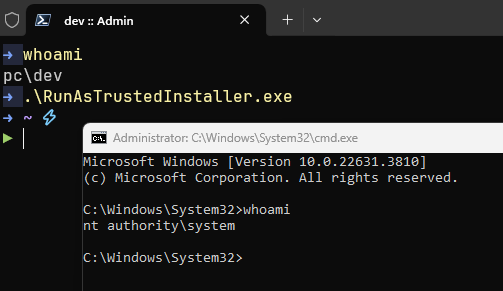 dev :: Admin
→ whoami
pc\dev
→ .\RunAsTrustedInstaller.exe
→ ~ ⚡
Administrator: C:\Windows\System32\cmd.exe
Microsoft Windows [Version 10.0.22631.3810]
(c) Microsoft Corporation. All rights reserved.
C:\Windows\System32>whoami
nt authority\system
C:\Windows\System32>